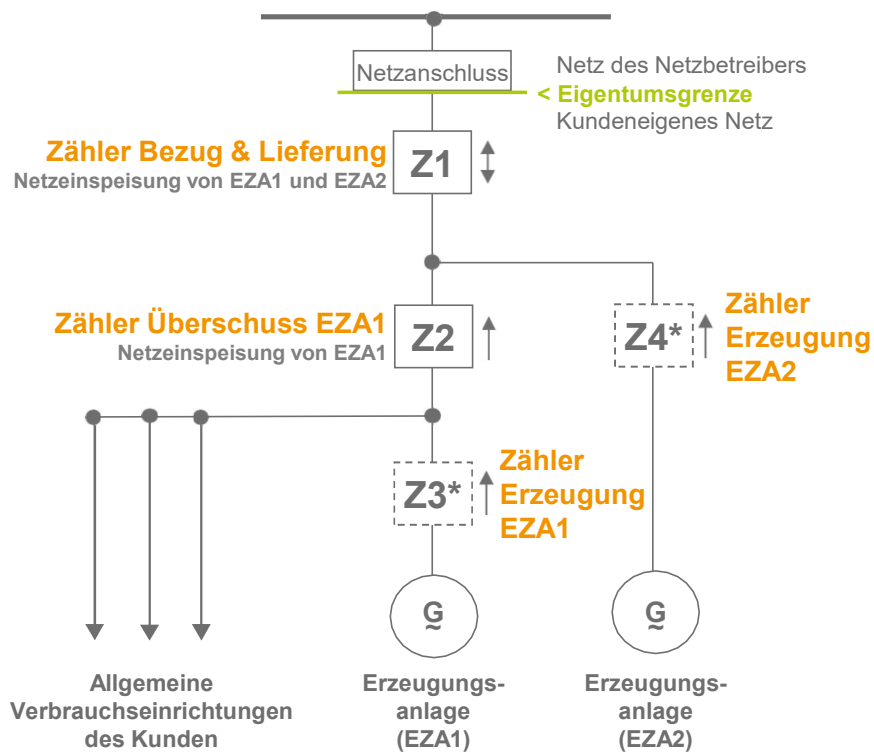 Netzanschluss
Netz des Netzbetreibers
< Eigentumsgrenze
Kundeneigenes Netz
Zähler Bezug & Lieferung
Netzeinspeisung von EZA1 und EZA2
Z1
Zähler Überschuss EZA1
Netzeinspeisung von EZA1
Z2
Z4*
Zähler
Erzeugung
EZA2
Z3*
Zähler
Erzeugung
EZA1
G
~
G
~
Allgemeine
Verbrauchseinrichtungen
des Kunden
Erzeugungs-
anlage
(EZA1)
Erzeugungs-
anlage
(EZA2)